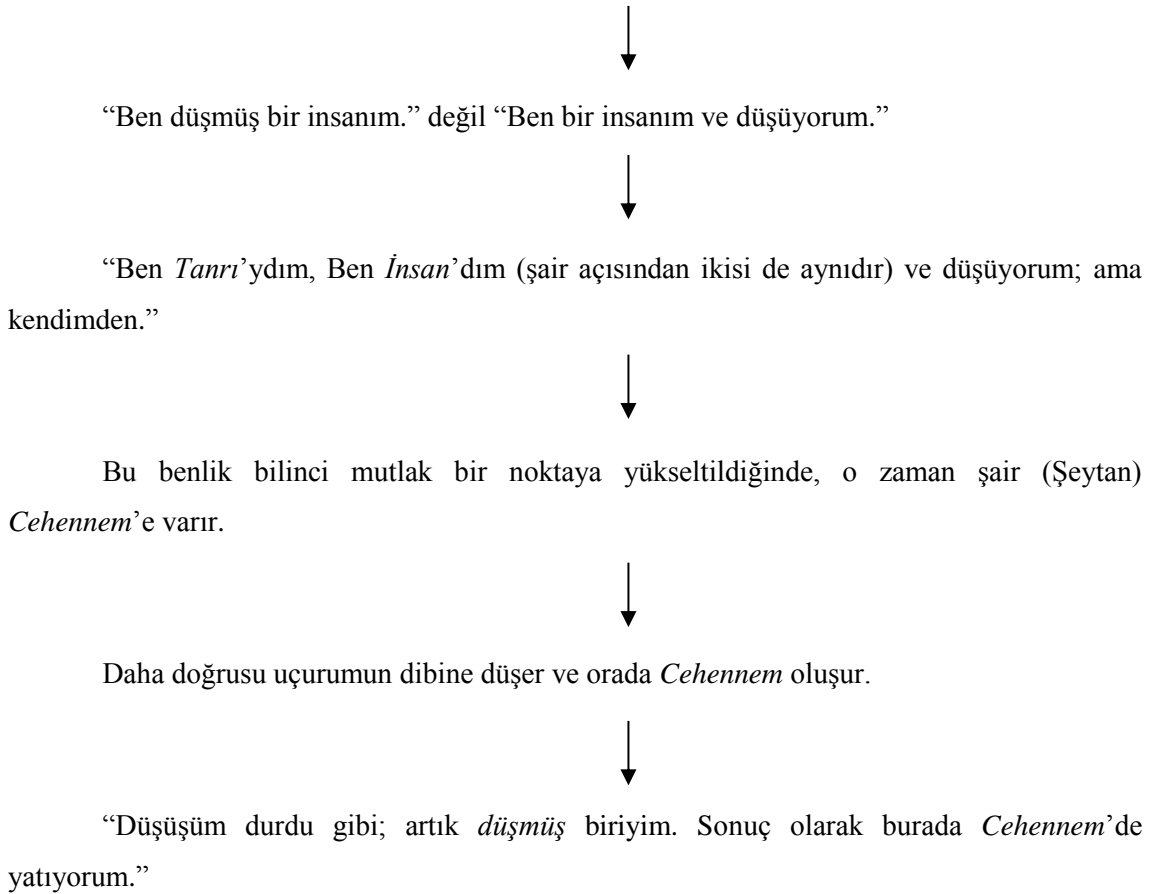 “Ben düşmüş bir insanım.” değil “Ben bir insanım ve düşüyorum.”
“Ben Tanrı’ydım, Ben İnsan’dım (şair açısından ikisi de aynıdır) ve düşüyorum; ama
kendimden.”
Bu benlik bilinci mutlak bir noktaya yükseltildiğinde, o zaman şair (Şeytan)
Cehennem’e varır.
Daha doğrusu uçurumun dibine düşer ve orada Cehennem oluşur.
“Düşüşüm durdu gibi; artık düşmüş biriyim. Sonuç olarak burada Cehennem’de
yatıyorum.”